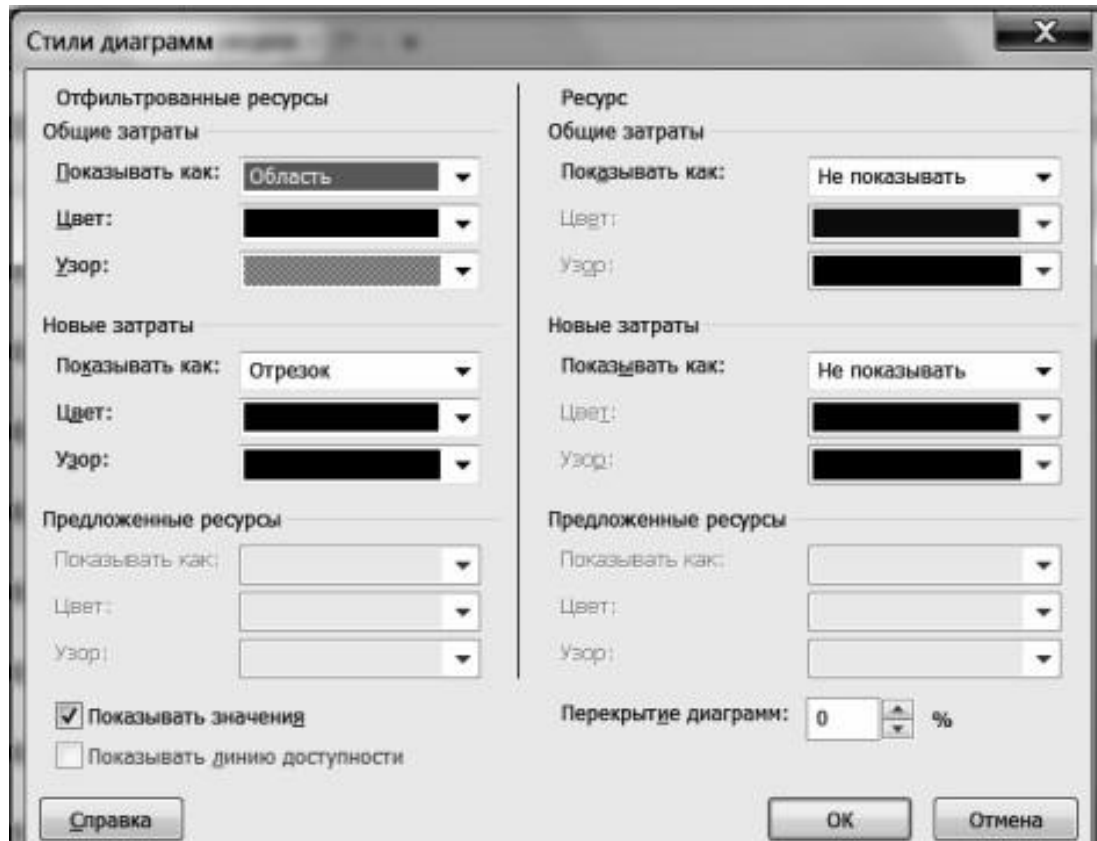 Стили диаграмм
Отфильтрованные ресурсы
Общие затраты
Показывать как: Область
Цвет:
Узор:
Новые затраты
Показывать как: Отрезок
Цвет:
Узор:
Предложенные ресурсы
Показывать как:
Цвет:
Узор:
Показывать значения
Показывать линию доступности
Ресурс
Общие затраты
Показывать как: Не показывать
Цвет:
Узор:
Новые затраты
Показывать как: Не показывать
Цвет:
Узор:
Предложенные ресурсы
Показывать как:
Цвет:
Узор:
Перекрытие диаграмм: 0 %
Справка
ОК
Отмена